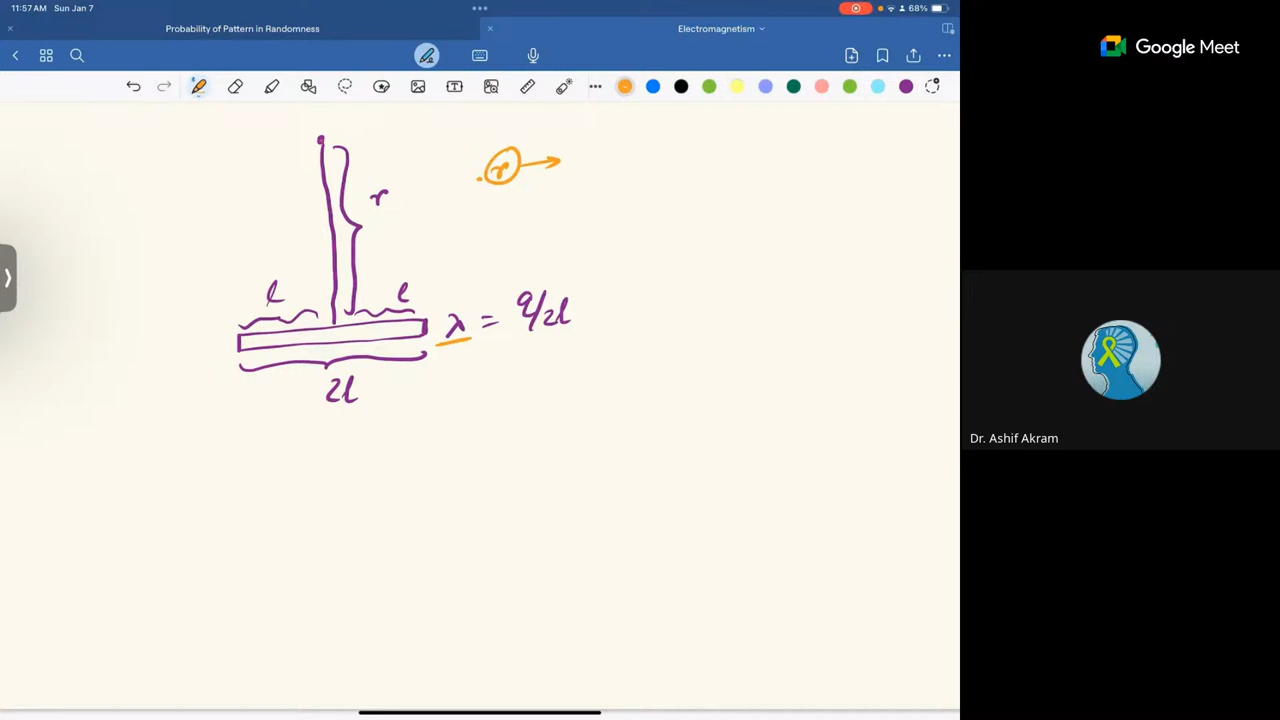 11:57 AM Sun Jan 7
68%
Probability of Pattern in Randomness
Electromagnetism
Google Meet
r
r
l
l
λ = q/2l
2l
Dr. Ashif Akram